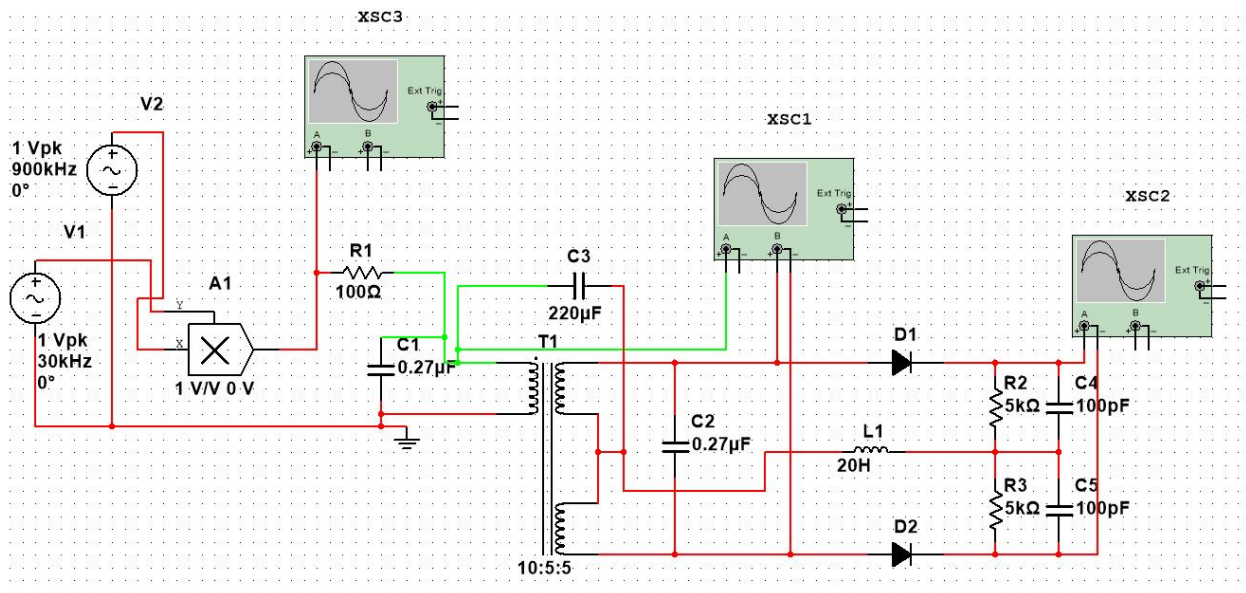 XSC3
Ext Trig
+
−
A
B
+
−
+
−
V2
1 Vpk
900kHz
0°
+
−
XSC1
Ext Trig
+
−
A
B
+
−
+
−
XSC2
Ext Trig
+
−
A
B
+
−
+
−
V1
+
−
1 Vpk
30kHz
0°
A1
Y
X
1 V/V 0 V
R1
100Ω
C3
220µF
C1
0.27µF
T1
10:5:5
C2
0.27µF
D1
R2
5kΩ
C4
100pF
L1
20H
R3
5kΩ
C5
100pF
D2